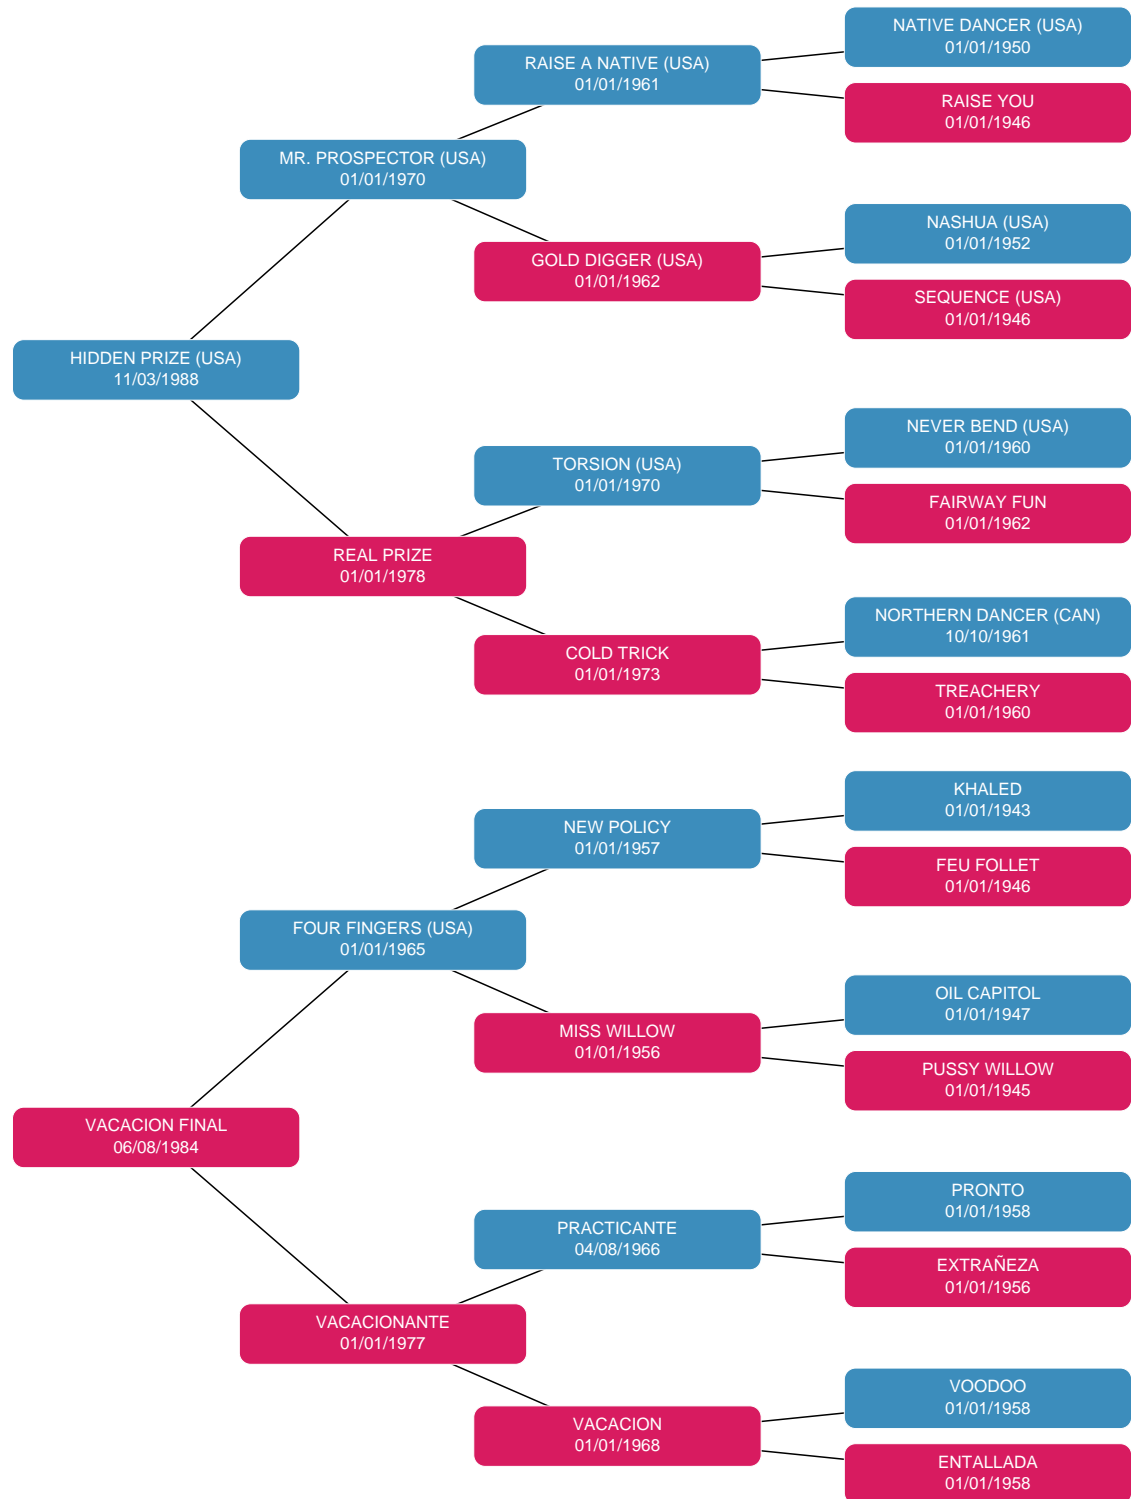 NATIVE DANCER (USA)
01/01/1950
RAISE A NATIVE (USA)
01/01/1961
RAISE YOU
01/01/1946
MR. PROSPECTOR (USA)
01/01/1970
NASHUA (USA)
01/01/1952
GOLD DIGGER (USA)
01/01/1962
SEQUENCE (USA)
01/01/1946
HIDDEN PRIZE (USA)
11/03/1988
NEVER BEND (USA)
01/01/1960
TORSION (USA)
01/01/1970
FAIRWAY FUN
01/01/1962
REAL PRIZE
01/01/1978
NORTHERN DANCER (CAN)
10/10/1961
COLD TRICK
01/01/1973
TREACHERY
01/01/1960
KHALED
01/01/1943
NEW POLICY
01/01/1957
FEU FOLLET
01/01/1946
FOUR FINGERS (USA)
01/01/1965
OIL CAPITOL
01/01/1947
MISS WILLOW
01/01/1956
PUSSY WILLOW
01/01/1945
VACACION FINAL
06/08/1984
PRONTO
01/01/1958
PRACTICANTE
04/08/1966
EXTRAÑEZA
01/01/1956
VACACIONANTE
01/01/1977
VOODOO
01/01/1958
VACACION
01/01/1968
ENTALLADA
01/01/1958